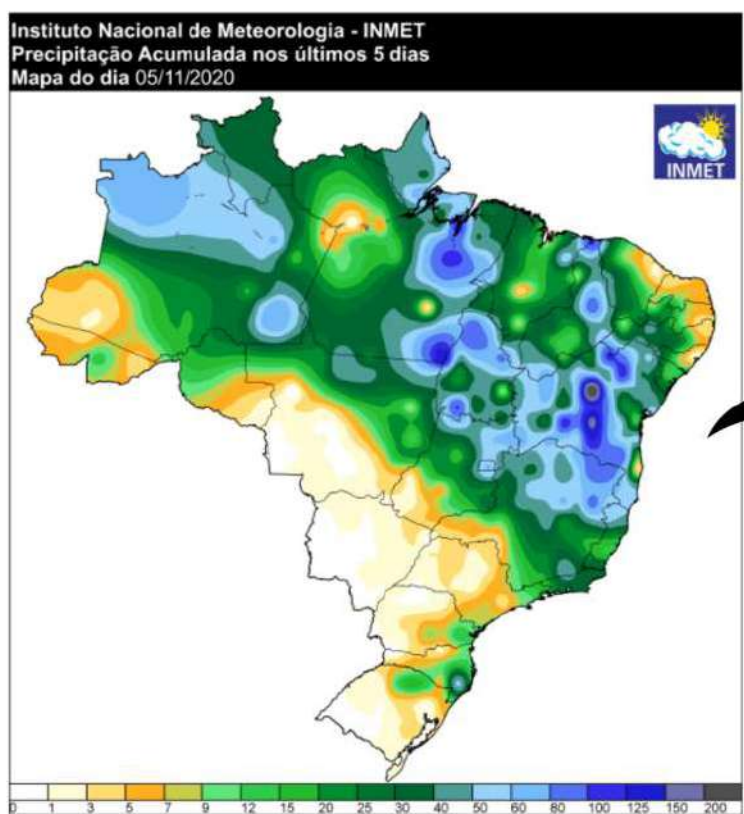 Instituto Nacional de Meteorologia - INMET
Precipitação Acumulada nos últimos 5 dias
Mapa do dia 05/11/2020
INMET
0 1 3 5 7 9 12 15 20 25 30 40 50 60 80 100 125 150 200